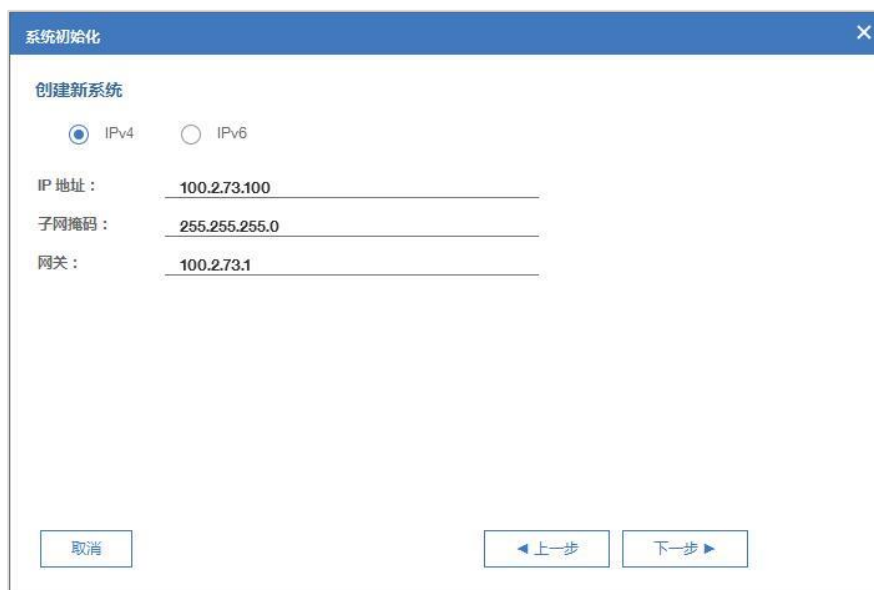 系统初始化
创建新系统
IPv4 IPv6
IP 地址： 100.2.73.100
子网掩码： 255.255.255.0
网关： 100.2.73.1
取消 ◄ 上一步 下一步 ►